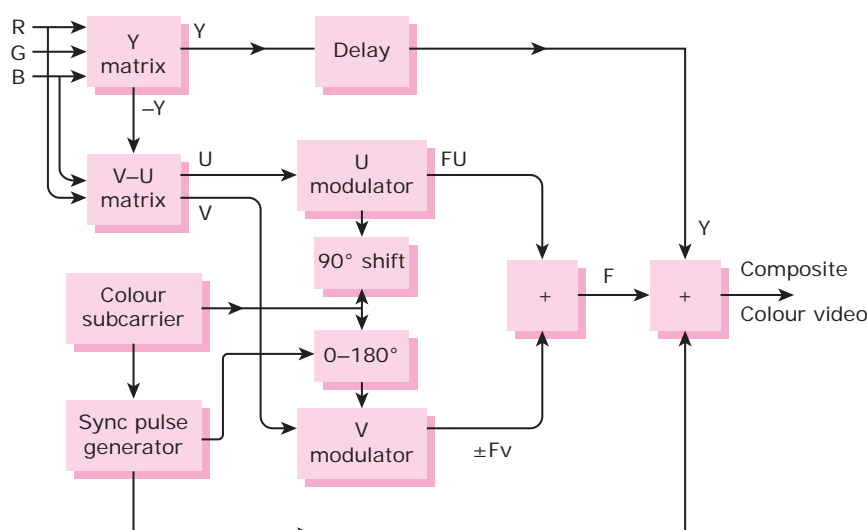 R
G
B
Y
matrix
Y
Delay
–Y
V–U
matrix
U
V
U
modulator
FU
90° shift
Colour
subcarrier
0–180°
Sync pulse
generator
V
modulator
±Fv
+
F
Y
+
Composite
Colour video